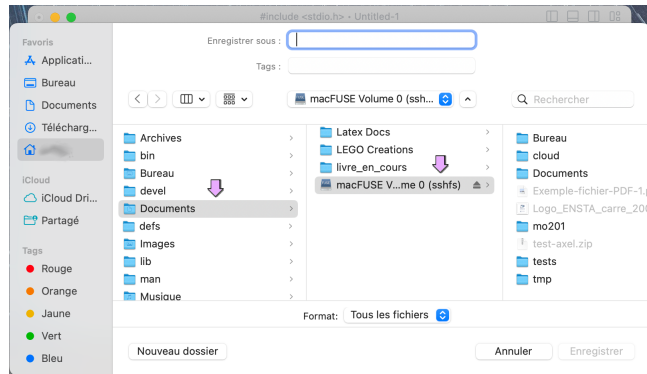 #include <stdio.h> - Untitled-1
Enregistrer sous :
Tags :
macFUSE Volume 0 (ssh...
Rechercher
Favoris
Applicati...
Bureau
Documents
Télécharg...
iCloud
iCloud Dri...
Partagé
Tags
Rouge
Orange
Jaune
Vert
Bleu
Archives
bin
Bureau
devel
Documents
defs
Images
lib
man
Musique
Latex Docs
LEGO Creations
livre_en_cours
macFUSE V...me 0 (sshfs)
Bureau
cloud
Documents
Exemple-fichier-PDF-1.
Logo_ENSTA_carre_200
mo201
test-axel.zip
tests
tmp
Format: Tous les fichiers
Nouveau dossier
Annuler
Enregistrer